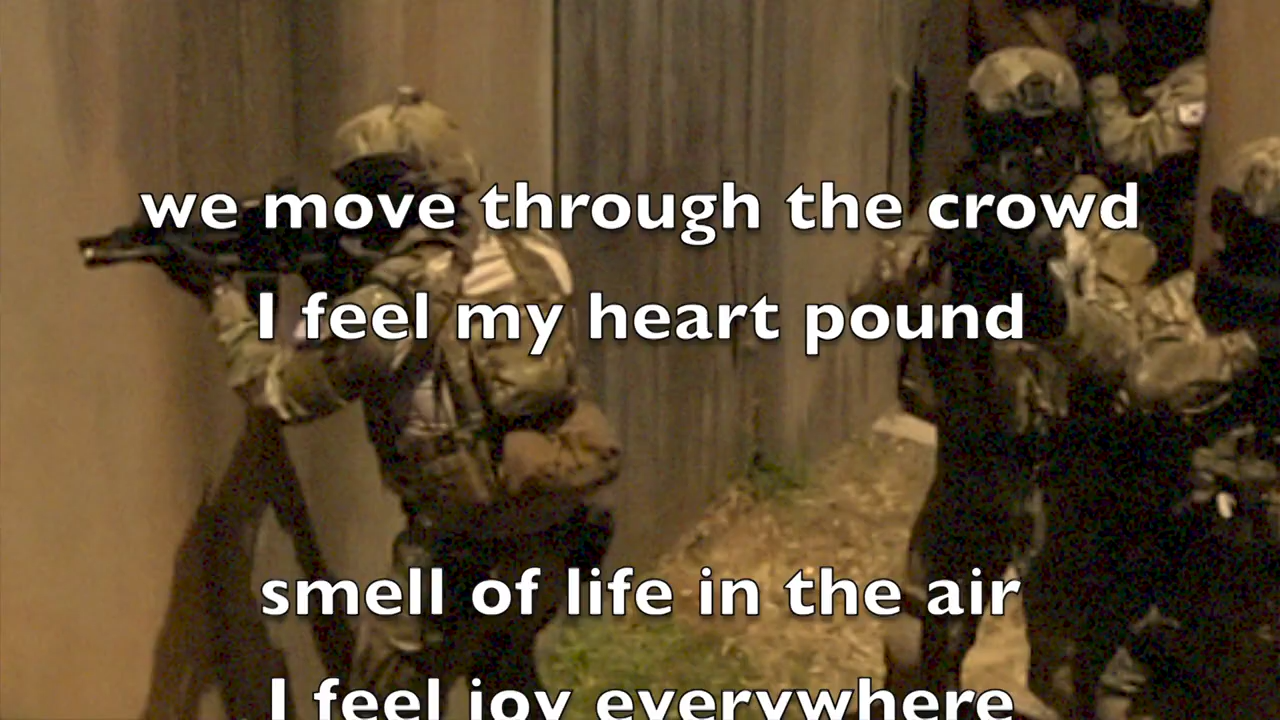 we move through the crowd
I feel my heart pound
smell of life in the air
I feel joy everywhere